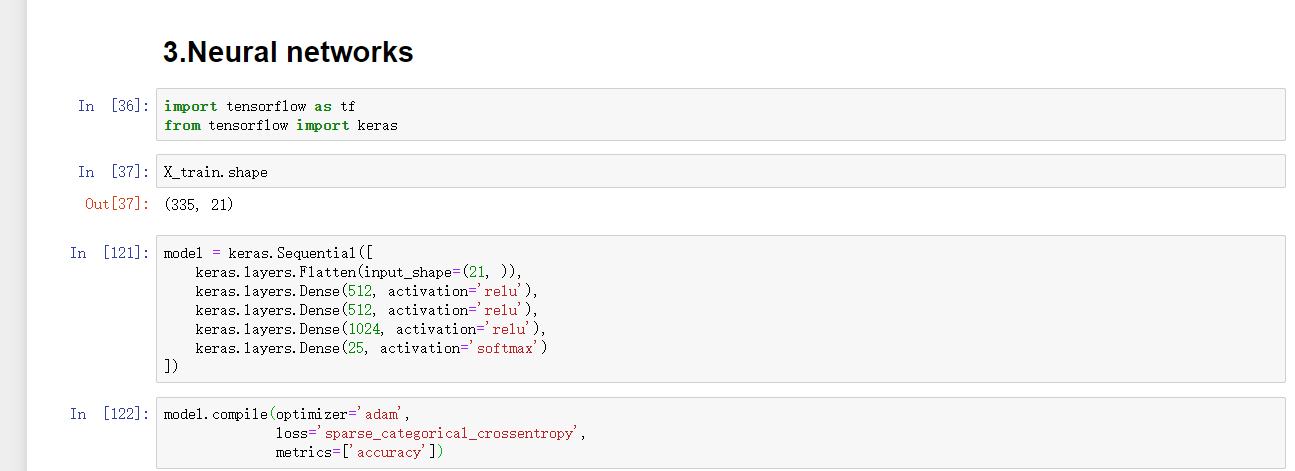 3.Neural networks
In [36]: import tensorflow as tf
from tensorflow import keras
In [37]: X_train.shape
Out[37]: (335, 21)
In [121]: model = keras.Sequential([
    keras.layers.Flatten(input_shape=(21, )),
    keras.layers.Dense(512, activation='relu'),
    keras.layers.Dense(512, activation='relu'),
    keras.layers.Dense(1024, activation='relu'),
    keras.layers.Dense(25, activation='softmax')
])
In [122]: model.compile(optimizer='adam',
              loss='sparse_categorical_crossentropy',
              metrics=['accuracy'])